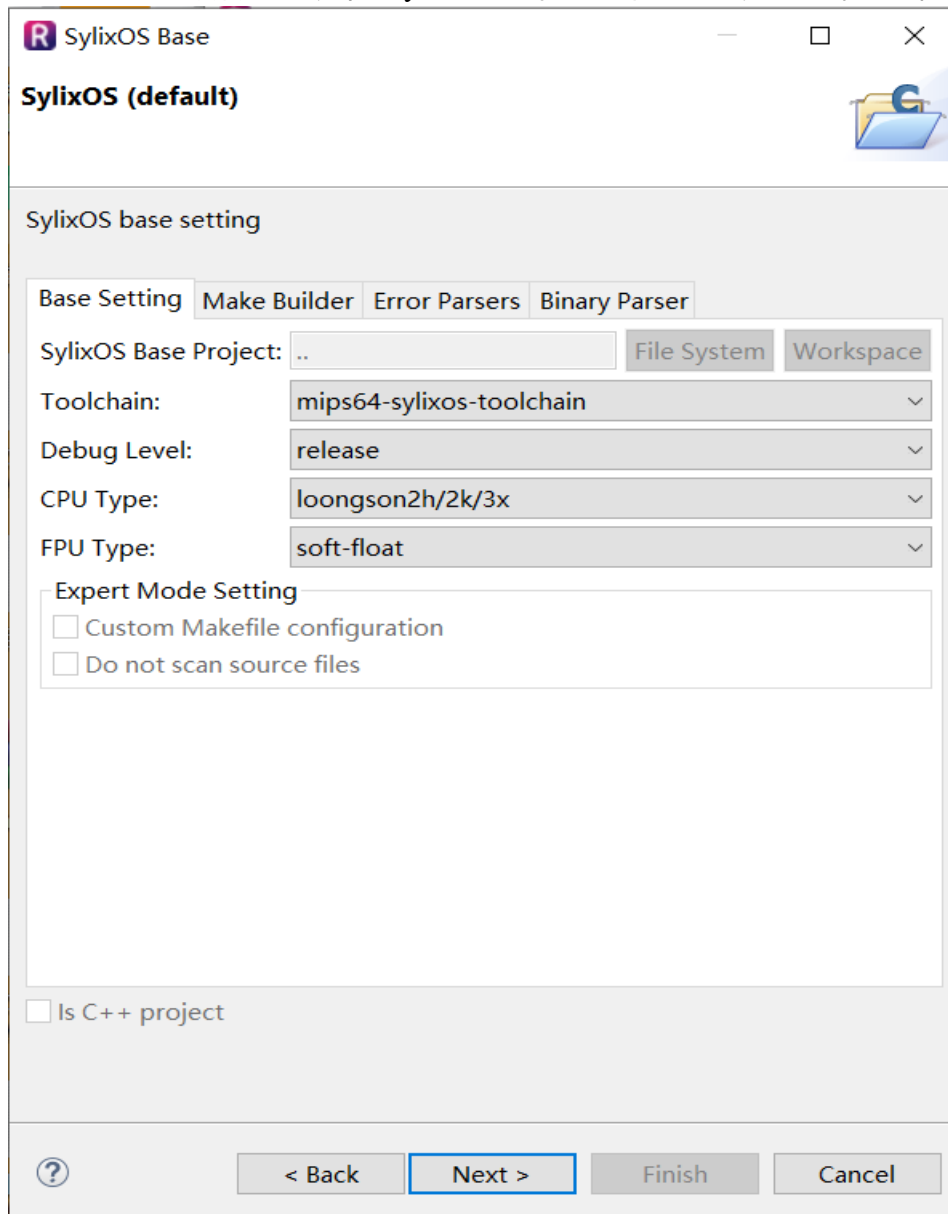 R SylixOS Base
SylixOS (default)
C
SylixOS base setting
Base Setting Make Builder Error Parsers Binary Parser
SylixOS Base Project: .. File System Workspace
Toolchain: mips64-sylixos-toolchain
Debug Level: release
CPU Type: loongson2h/2k/3x
FPU Type: soft-float
Expert Mode Setting
Custom Makefile configuration
Do not scan source files
Is C++ project
? < Back Next > Finish Cancel